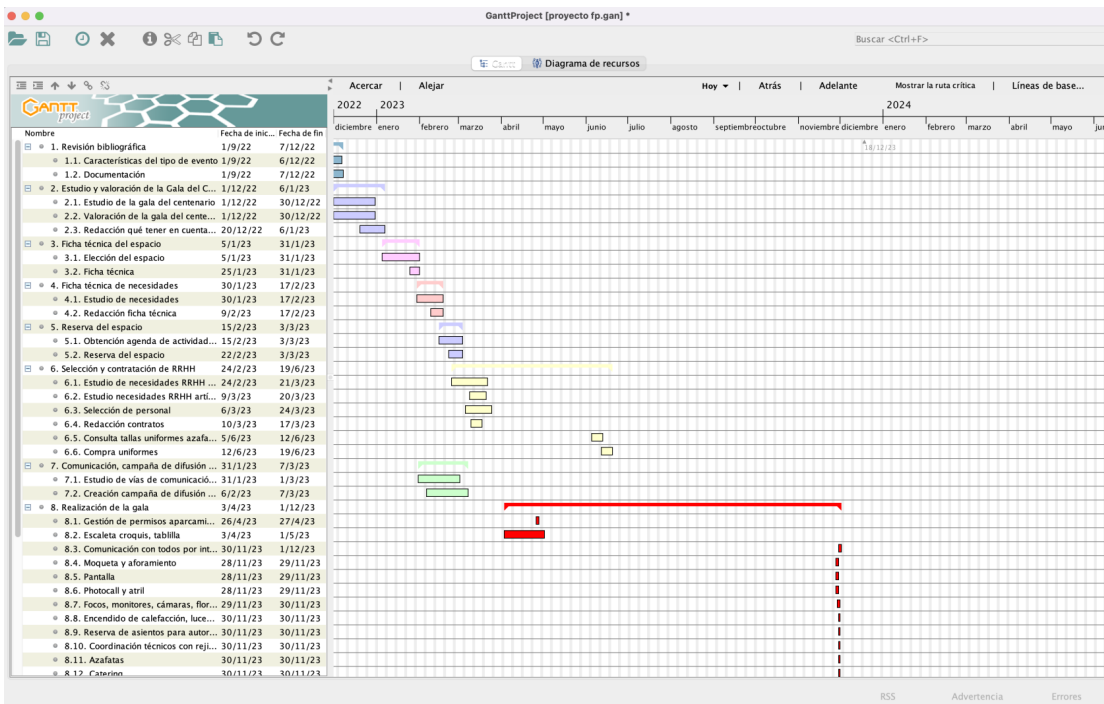 GanttProject [proyecto fp.gan] *
Buscar <Ctrl+F>
Gantt
Diagrama de recursos
Acercar | Alejar
Hoy | Atrás | Adelante
Mostrar la ruta crítica | Líneas de base...
GANTT project
2022 2023 2024
diciembre enero febrero marzo abril mayo junio julio agosto septiembre octubre noviembre diciembre enero febrero marzo abril mayo
18/12/23
Nombre Fecha de inic... Fecha de fin
1. Revisión bibliográfica 1/9/22 7/12/22
1.1. Características del tipo de evento 1/9/22 6/12/22
1.2. Documentación 1/9/22 7/12/22
2. Estudio y valoración de la Gala del C... 1/12/22 6/1/23
2.1. Estudio de la gala del centenario 1/12/22 30/12/22
2.2. Valoración de la gala del cente... 1/12/22 30/12/22
2.3. Redacción qué tener en cuenta... 20/12/22 6/1/23
3. Ficha técnica del espacio 5/1/23 31/1/23
3.1. Elección del espacio 5/1/23 31/1/23
3.2. Ficha técnica 25/1/23 31/1/23
4. Ficha técnica de necesidades 30/1/23 17/2/23
4.1. Estudio de necesidades 30/1/23 17/2/23
4.2. Redacción ficha técnica 9/2/23 17/2/23
5. Reserva del espacio 15/2/23 3/3/23
5.1. Obtención agenda de actividad... 15/2/23 3/3/23
5.2. Reserva del espacio 22/2/23 3/3/23
6. Selección y contratación de RRHH 24/2/23 19/6/23
6.1. Estudio de necesidades RRHH ... 24/2/23 21/3/23
6.2. Estudio necesidades RRHH artí... 9/3/23 20/3/23
6.3. Selección de personal 6/3/23 24/3/23
6.4. Redacción contratos 10/3/23 17/3/23
6.5. Consulta tallas uniformes azafa... 5/6/23 12/6/23
6.6. Compra uniformes 12/6/23 19/6/23
7. Comunicación, campaña de difusión ... 31/1/23 7/3/23
7.1. Estudio de vías de comunicació... 31/1/23 1/3/23
7.2. Creación campaña de difusión ... 6/2/23 7/3/23
8. Realización de la gala 3/4/23 1/12/23
8.1. Gestión de permisos aparcami... 26/4/23 27/4/23
8.2. Escaleta croquis, tablilla 3/4/23 1/5/23
8.3. Comunicación con todos por int... 30/11/23 1/12/23
8.4. Moqueta y aforamiento 28/11/23 29/11/23
8.5. Pantalla 28/11/23 29/11/23
8.6. Photocall y atril 28/11/23 29/11/23
8.7. Focos, monitores, cámaras, flor... 29/11/23 30/11/23
8.8. Encendido de calefacción, luce... 30/11/23 30/11/23
8.9. Reserva de asientos para autor... 30/11/23 30/11/23
8.10. Coordinación técnicos con reji... 30/11/23 30/11/23
8.11. Azafatas 30/11/23 30/11/23
8.12. Catering 30/11/23 30/11/23
RSS Advertencia Errores